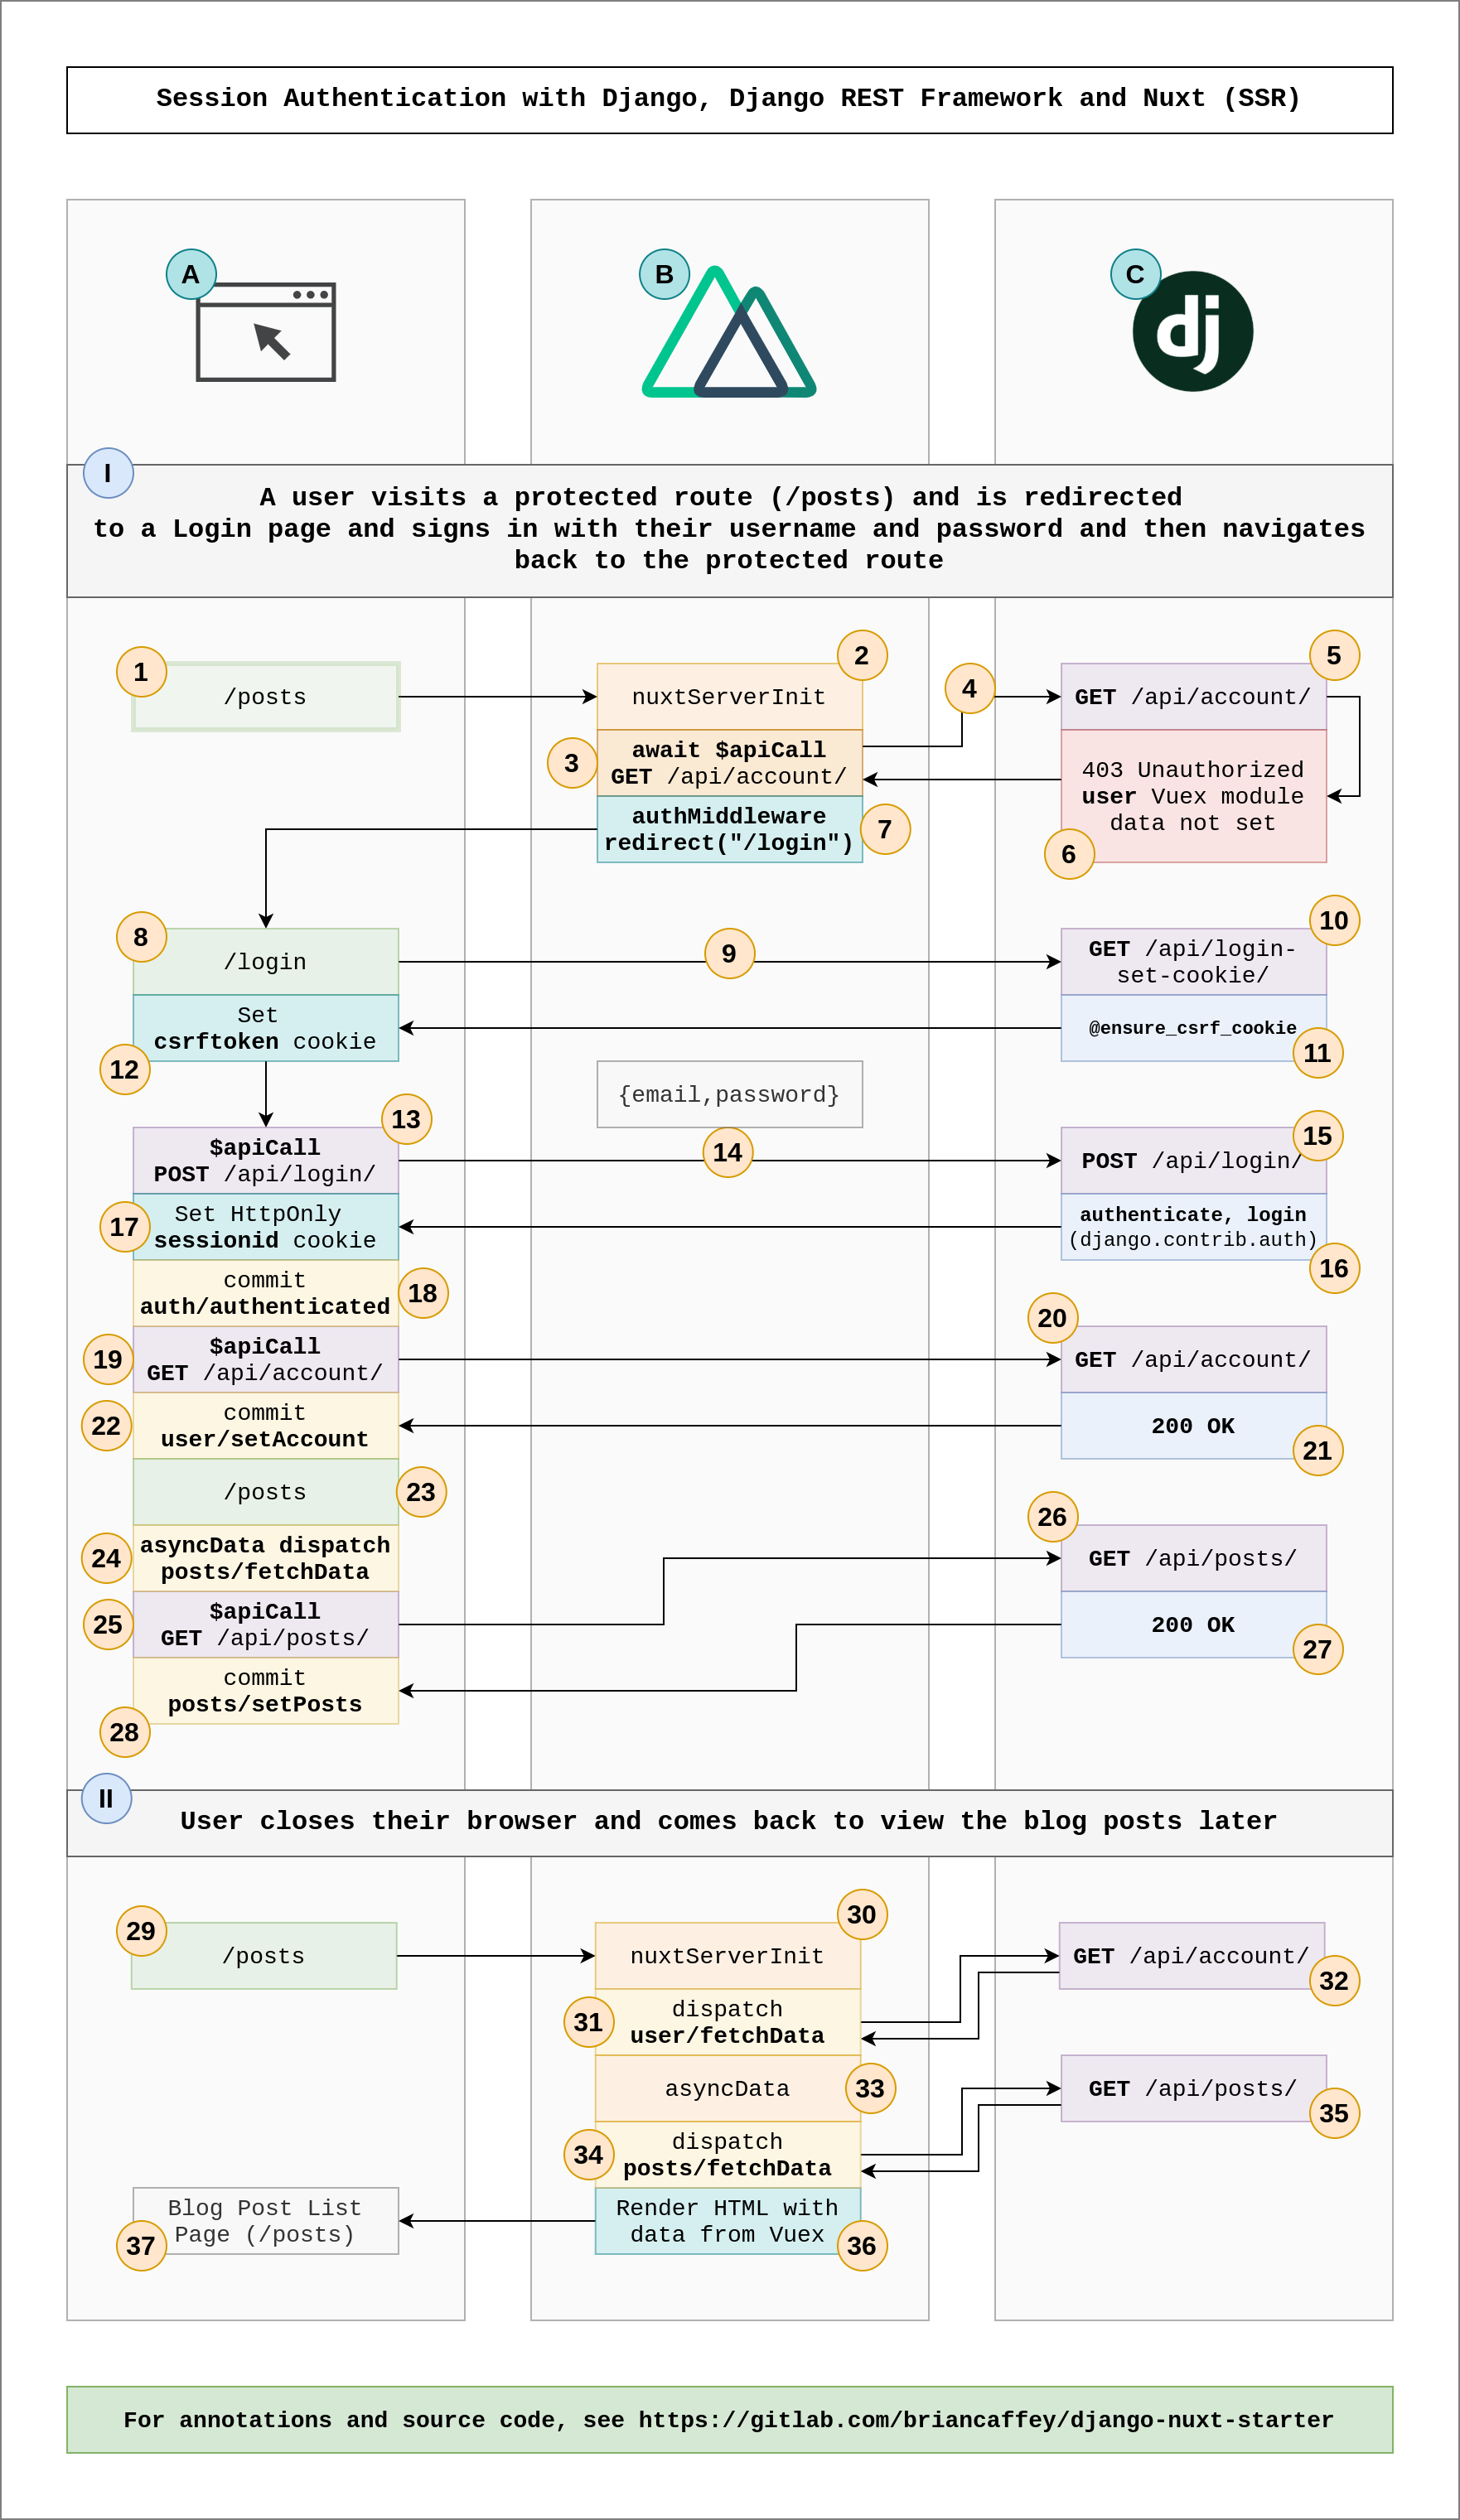 Session Authentication with Django, Django REST Framework and Nuxt (SSR)
A
B
C
dj
I
A user visits a protected route (/posts) and is redirected
to a Login page and signs in with their username and password and then navigates
back to the protected route
1
/posts
2
nuxtServerInit
3
await $apiCall
GET /api/account/
4
5
GET /api/account/
403 Unauthorized
user Vuex module
data not set
6
authMiddleware
redirect("/login")
7
8
/login
9
10
GET /api/login-
set-cookie/
@ensure_csrf_cookie
11
Set
csrftoken cookie
12
13
$apiCall
POST /api/login/
{email,password}
14
15
POST /api/login/
authenticate, login
(django.contrib.auth)
16
17
Set HttpOnly
sessionid cookie
commit
auth/authenticated
18
19
$apiCall
GET /api/account/
20
GET /api/account/
200 OK
21
22
commit
user/setAccount
/posts
23
24
asyncData dispatch
posts/fetchData
25
$apiCall
GET /api/posts/
26
GET /api/posts/
200 OK
27
commit
posts/setPosts
28
II
User closes their browser and comes back to view the blog posts later
29
/posts
30
nuxtServerInit
31
dispatch
user/fetchData
GET /api/account/
32
asyncData
33
34
dispatch
posts/fetchData
GET /api/posts/
35
Render HTML with
data from Vuex
36
Blog Post List
Page (/posts)
37
For annotations and source code, see https://gitlab.com/briancaffey/django-nuxt-starter